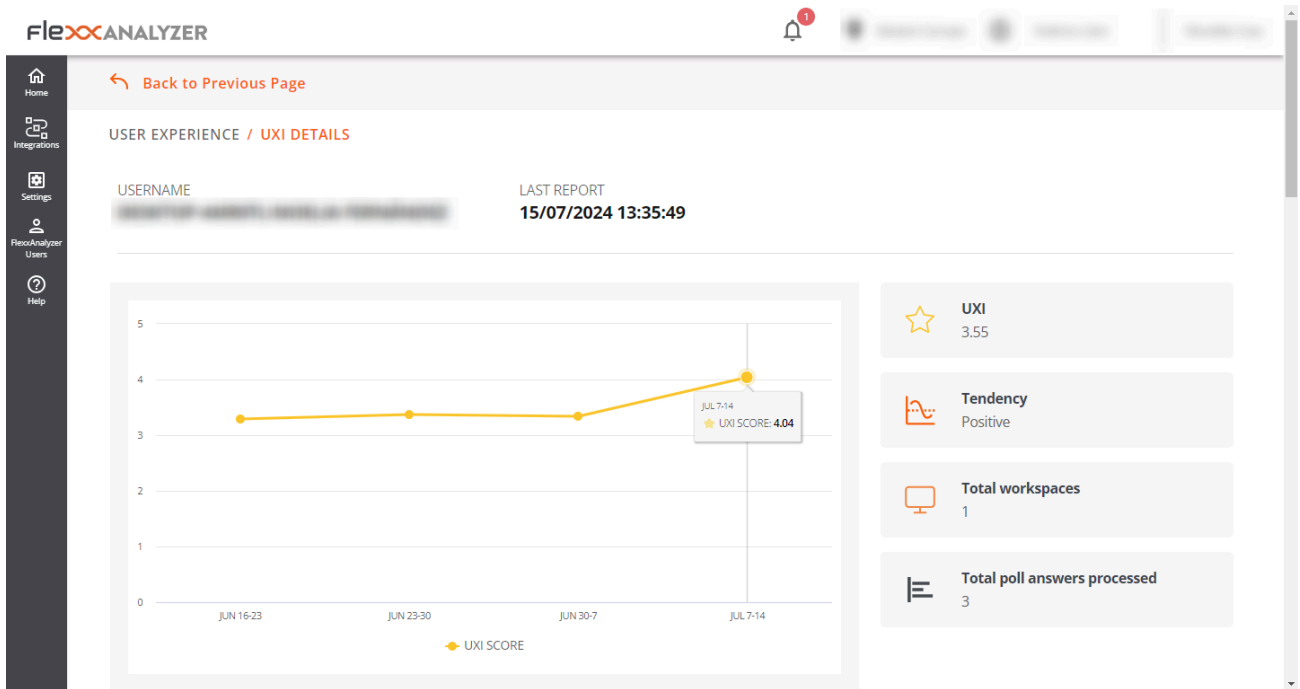 FlexxANALYZER
1
Home
Integrations
Settings
FlexxAnalyzer
Users
Help
Back to Previous Page
USER EXPERIENCE / UXI DETAILS
USERNAME
LAST REPORT
15/07/2024 13:35:49
5
4
3
2
1
0
JUN 16-23
JUN 23-30
JUN 30-7
JUL 7-14
JUL 7-14
UXI SCORE: 4.04
UXI SCORE
UXI
3.55
Tendency
Positive
Total workspaces
1
Total poll answers processed
3